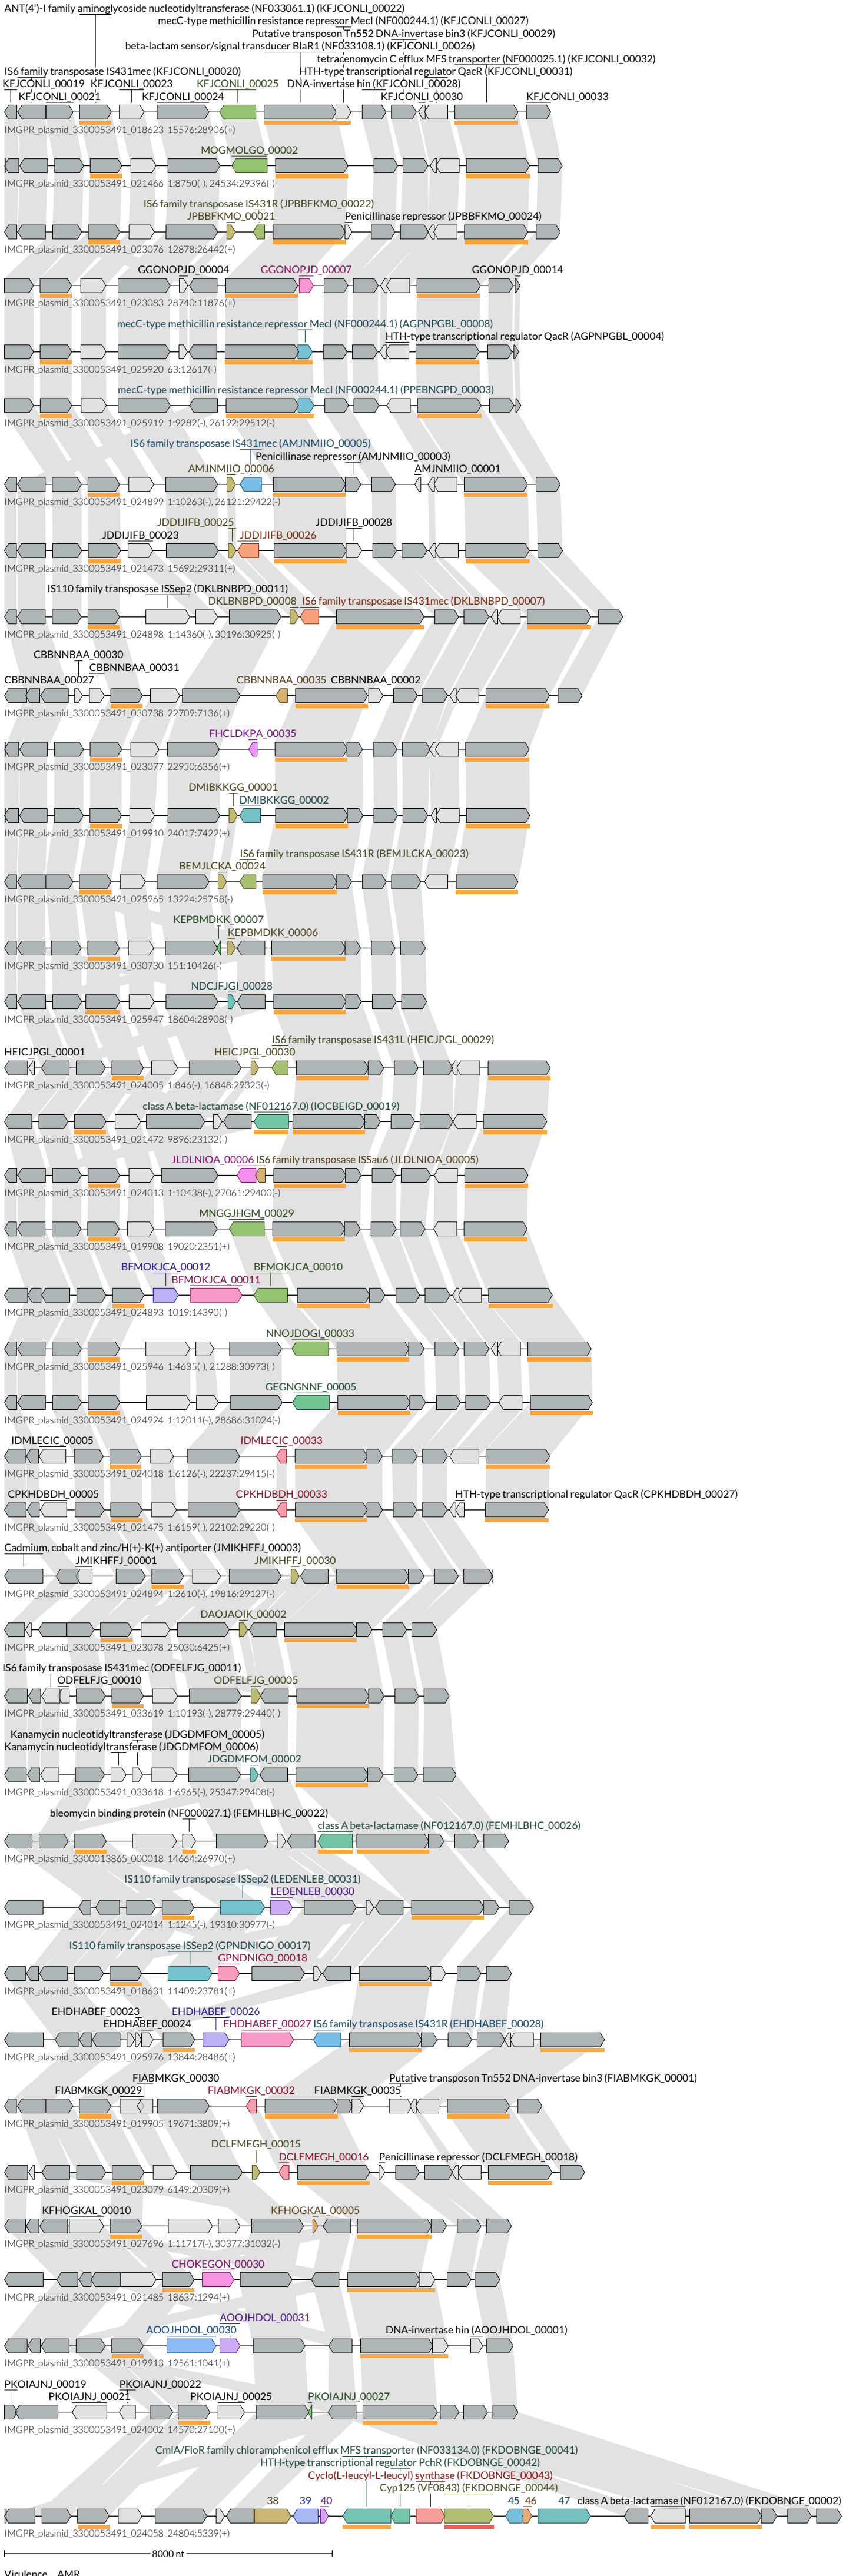 ANT(4')-I family aminoglycoside nucleotidyltransferase (NF033061.1) (KFJCONLI_00022)
mecC-type methicillin resistance repressor MecI (NF000244.1) (KFJCONLI_00027)
Putative transposon Tn552 DNA-invertase bin3 (KFJCONLI_00029)
beta-lactam sensor/signal transducer BlaR1 (NF033108.1) (KFJCONLI_00026)
tetracenomycin C efflux MFS transporter (NF000025.1) (KFJCONLI_00032)
IS6 family transposase IS431mec (KFJCONLI_00020) HTH-type transcriptional regulator QacR (KFJCONLI_00031)
KFJCONLI_00019 KFJCONLI_00023 KFJCONLI_00025 DNA-invertase hin (KFJCONLI_00028)
KFJCONLI_00021 KFJCONLI_00024 KFJCONLI_00030 KFJCONLI_00033
IMGPR_plasmid_3300053491_018623 15576:28906(+)
MOGMOLGO_00002
IMGPR_plasmid_3300053491_021466 1:8750(-), 24534:29396(-)
IS6 family transposase IS431R (JPBBFKMO_00022)
JPBBFKMO_00021 Penicillinase repressor (JPBBFKMO_00024)
IMGPR_plasmid_3300053491_023076 12878:26442(+)
GGONOPJD_00004 GGONOPJD_00007 GGONOPJD_00014
IMGPR_plasmid_3300053491_023083 28740:11876(+)
mecC-type methicillin resistance repressor MecI (NF000244.1) (AGPNPGBL_00008)
HTH-type transcriptional regulator QacR (AGPNPGBL_00004)
IMGPR_plasmid_3300053491_025920 63:12617(-)
mecC-type methicillin resistance repressor MecI (NF000244.1) (PPEBNGPD_00003)
IMGPR_plasmid_3300053491_025919 1:9282(-), 26192:29512(-)
IS6 family transposase IS431mec (AMJNMIIO_00005)
Penicillinase repressor (AMJNMIIO_00003)
AMJNMIIO_00006 AMJNMIIO_00001
IMGPR_plasmid_3300053491_024899 1:10263(-), 26121:29422(-)
JDDIJIFB_00025 JDDIJIFB_00028
JDDIJIFB_00023 JDDIJIFB_00026
IMGPR_plasmid_3300053491_021473 15692:29311(+)
IS110 family transposase ISSep2 (DKLBNBPD_00011)
DKLBNBPD_00008 IS6 family transposase IS431mec (DKLBNBPD_00007)
IMGPR_plasmid_3300053491_024898 1:14360(-), 30196:30925(-)
CBBNNBAA_00030
CBBNNBAA_00031
CBBNNBAA_00027 CBBNNBAA_00035 CBBNNBAA_00002
IMGPR_plasmid_3300053491_030738 22709:7136(+)
FHCLDKPA_00035
IMGPR_plasmid_3300053491_023077 22950:6356(+)
DMIBKKGG_00001
DMIBKKGG_00002
IMGPR_plasmid_3300053491_019910 24017:7422(+)
IS6 family transposase IS431R (BEMJLCKA_00023)
BEMJLCKA_00024
IMGPR_plasmid_3300053491_025965 13224:25758(-)
KEPBMDKK_00007
KEPBMDKK_00006
IMGPR_plasmid_3300053491_030730 151:10426(-)
NDCJFJGI_00028
IMGPR_plasmid_3300053491_025947 18604:28908(-)
IS6 family transposase IS431L (HEICJPGL_00029)
HEICJPGL_00001 HEICJPGL_00030
IMGPR_plasmid_3300053491_024005 1:846(-), 16848:29323(-)
class A beta-lactamase (NF012167.0) (IOCBEIGD_00019)
IMGPR_plasmid_3300053491_021472 9896:23132(-)
JLDLNIOA_00006 IS6 family transposase ISSau6 (JLDLNIOA_00005)
IMGPR_plasmid_3300053491_024013 1:10438(-), 27061:29400(-)
MNGGJHGM_00029
IMGPR_plasmid_3300053491_019908 19020:2351(+)
BFMOKJCA_00012 BFMOKJCA_00010
BFMOKJCA_00011
IMGPR_plasmid_3300053491_024893 1019:14390(-)
NNOJDOGI_00033
IMGPR_plasmid_3300053491_025946 1:4635(-), 21288:30973(-)
GEGNGNNF_00005
IMGPR_plasmid_3300053491_024924 1:12011(-), 28686:31024(-)
IDMLECIC_00005 IDMLECIC_00033
IMGPR_plasmid_3300053491_024018 1:6126(-), 22237:29415(-)
CPKHDBDH_00005 CPKHDBDH_00033 HTH-type transcriptional regulator QacR (CPKHDBDH_00027)
IMGPR_plasmid_3300053491_021475 1:6159(-), 22102:29220(-)
Cadmium, cobalt and zinc/H(+)-K(+) antiporter (JMIKHFFJ_00003)
JMIKHFFJ_00001 JMIKHFFJ_00030
IMGPR_plasmid_3300053491_024894 1:2610(-), 19816:29127(-)
DAOJAOIK_00002
IMGPR_plasmid_3300053491_023078 25030:6425(+)
IS6 family transposase IS431mec (ODFELFJG_00011)
ODFELFJG_00010 ODFELFJG_00005
IMGPR_plasmid_3300053491_033619 1:10193(-), 28779:29440(-)
Kanamycin nucleotidyltransferase (JDGDMFOM_00005)
Kanamycin nucleotidyltransferase (JDGDMFOM_00006)
JDGDMFOM_00002
IMGPR_plasmid_3300053491_033618 1:6965(-), 25347:29408(-)
bleomycin binding protein (NF000027.1) (FEMHLBHC_00022)
class A beta-lactamase (NF012167.0) (FEMHLBHC_00026)
IMGPR_plasmid_3300013865_000018 14664:26970(+)
IS110 family transposase ISSep2 (LEDENLEB_00031)
LEDENLEB_00030
IMGPR_plasmid_3300053491_024014 1:1245(-), 19310:30977(-)
IS110 family transposase ISSep2 (GPNDNIGO_00017)
GPNDNIGO_00018
IMGPR_plasmid_3300053491_018631 11409:23781(+)
EHDHABEF_00023 EHDHABEF_00026
EHDHABEF_00024 EHDHABEF_00027 IS6 family transposase IS431R (EHDHABEF_00028)
IMGPR_plasmid_3300053491_025976 13844:28486(+)
FIABMKGK_00030 Putative transposon Tn552 DNA-invertase bin3 (FIABMKGK_00001)
FIABMKGK_00029 FIABMKGK_00032 FIABMKGK_00035
IMGPR_plasmid_3300053491_019905 19671:3809(+)
DCLFMEGH_00015
DCLFMEGH_00016 Penicillinase repressor (DCLFMEGH_00018)
IMGPR_plasmid_3300053491_023079 6149:20309(+)
KFHOGKAL_00010 KFHOGKAL_00005
IMGPR_plasmid_3300053491_027696 1:11717(-), 30377:31032(-)
CHOKEGON_00030
IMGPR_plasmid_3300053491_021485 18637:1294(+)
AOOJHDOL_00031
AOOJHDOL_00030 DNA-invertase hin (AOOJHDOL_00001)
IMGPR_plasmid_3300053491_019913 19561:1041(+)
PKOIAJNJ_00019 PKOIAJNJ_00022
PKOIAJNJ_00021 PKOIAJNJ_00025 PKOIAJNJ_00027
IMGPR_plasmid_3300053491_024002 14570:27100(+)
CmlA/FloR family chloramphenicol efflux MFS transporter (NF033134.0) (FKDOBNGE_00041)
HTH-type transcriptional regulator PchR (FKDOBNGE_00042)
Cyclo(L-leucyl-L-leucyl) synthase (FKDOBNGE_00043)
Cyp125 (VF0843) (FKDOBNGE_00044)
38 39 40 45 46 47 class A beta-lactamase (NF012167.0) (FKDOBNGE_00002)
IMGPR_plasmid_3300053491_024058 24804:5339(+)
8000 nt
Virulence AMR